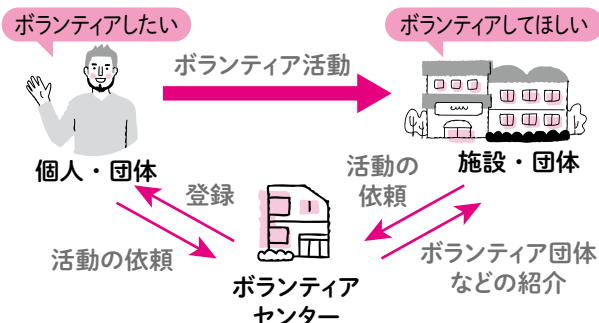 ボランティアしたい
ボランティアしてほしい
ボランティア活動
個人・団体
施設・団体
登録
活動の
依頼
活動の依頼
ボランティア団体
などの紹介
ボランティア
センター